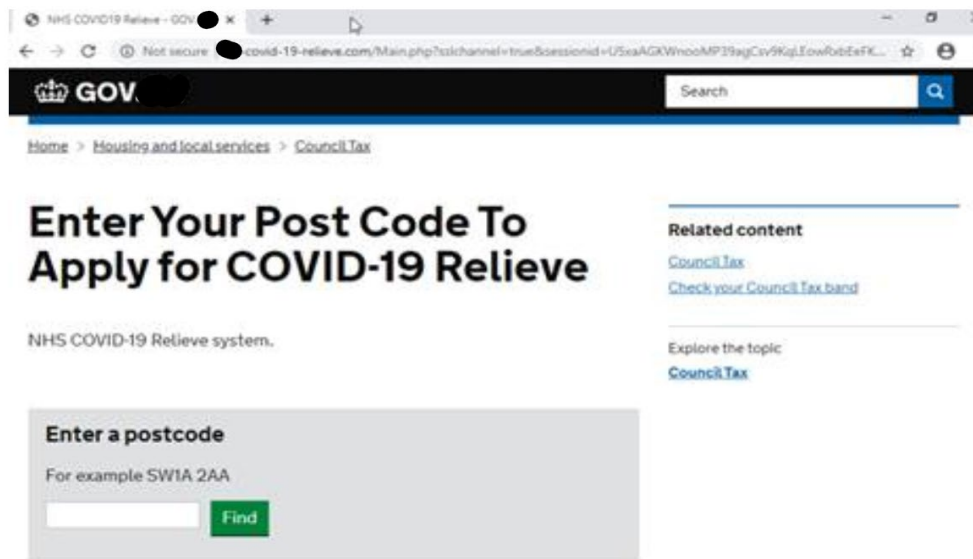 NHS COVID19 Relieve - GOV.
Not secure covid-19-relieve.com/Main.php?sslchannel=true&sessionid=
GOV. Search
Home > Housing and local services > Council Tax
Enter Your Post Code To
Apply for COVID-19 Relieve
NHS COVID-19 Relieve system.
Enter a postcode
For example SW1A 2AA
Find
Related content
Council Tax
Check your Council Tax band
Explore the topic
Council Tax